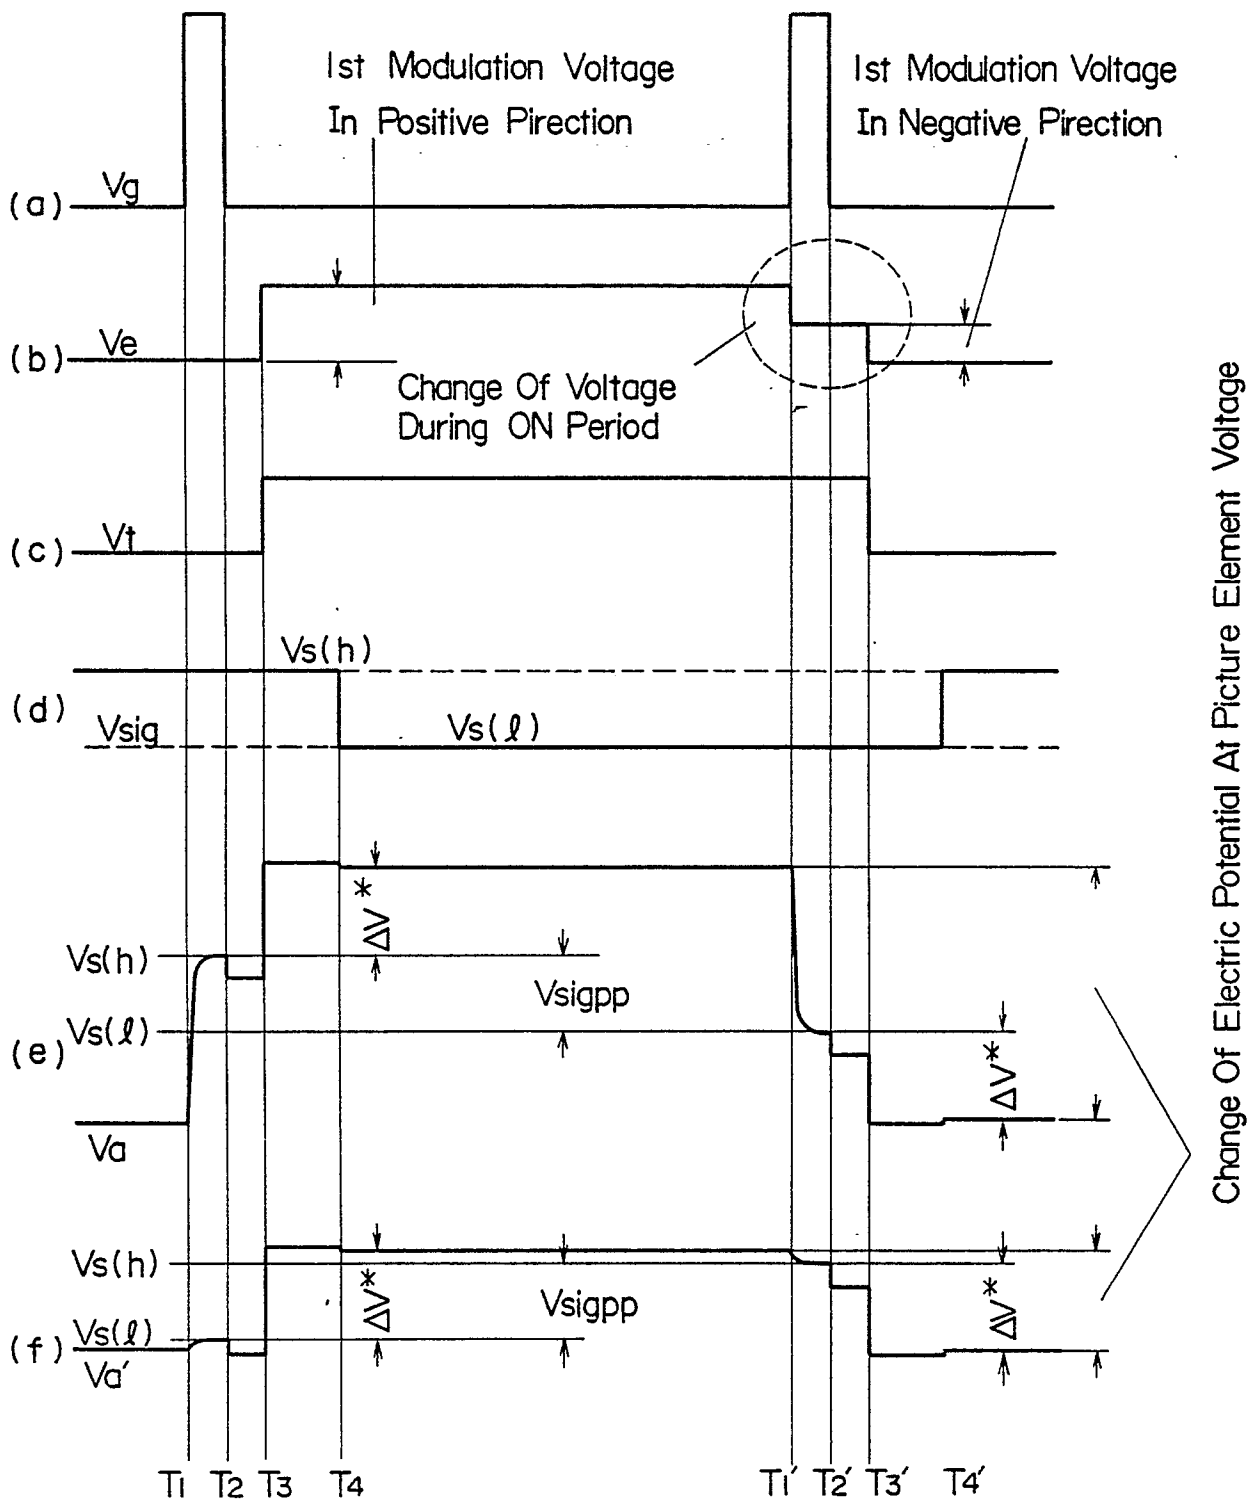 1st Modulation Voltage
In Positive Pirection
1st Modulation Voltage
In Negative Pirection
(a) Vg
(b) Ve
Change Of Voltage
During ON Period
(c) Vt
Vs(h)
(d)
Vsig
Vs(ℓ)
ΔV*
Vs(h)
Vsigpp
Vs(ℓ)
(e)
ΔV*
Va
Vs(h)
ΔV*
Vsigpp
ΔV*
Vs(ℓ)
(f)
Va′
T1 T2 T3 T4 T1′ T2′ T3′ T4′
Change Of Electric Potential At Picture Element Voltage